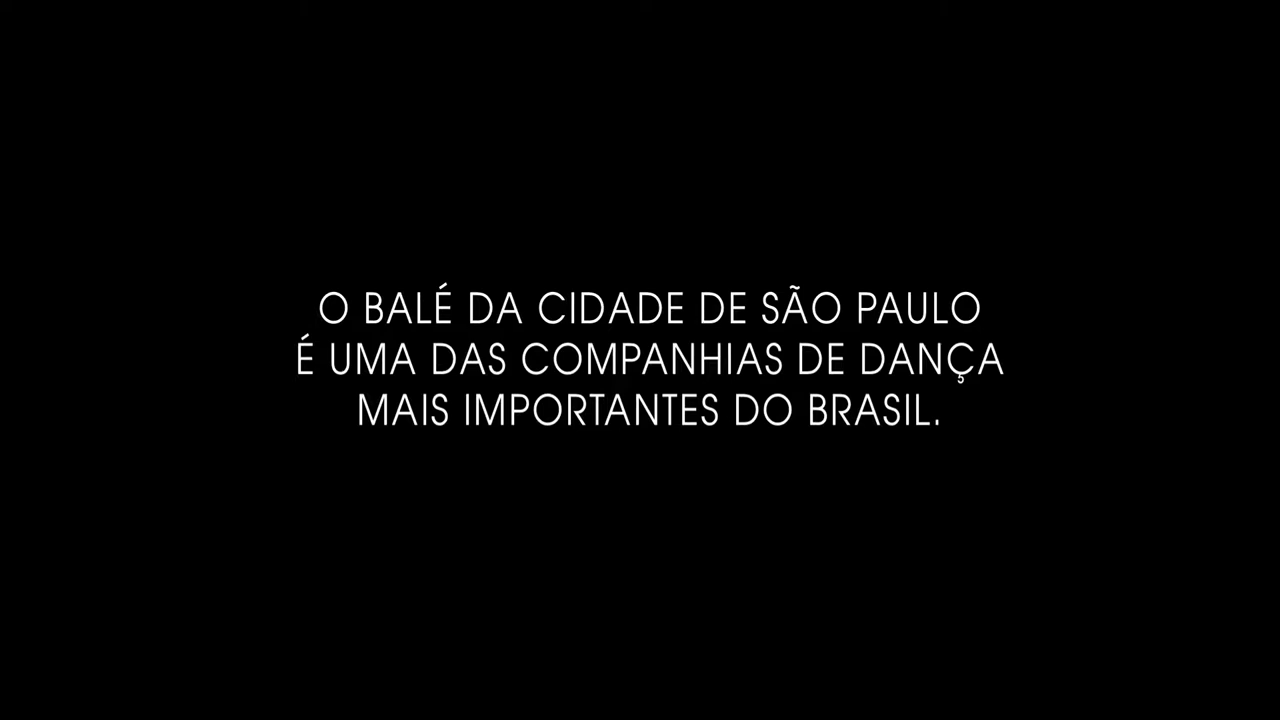 O BALÉ DA CIDADE DE SÃO PAULO
É UMA DAS COMPANHIAS DE DANÇA
MAIS IMPORTANTES DO BRASIL.